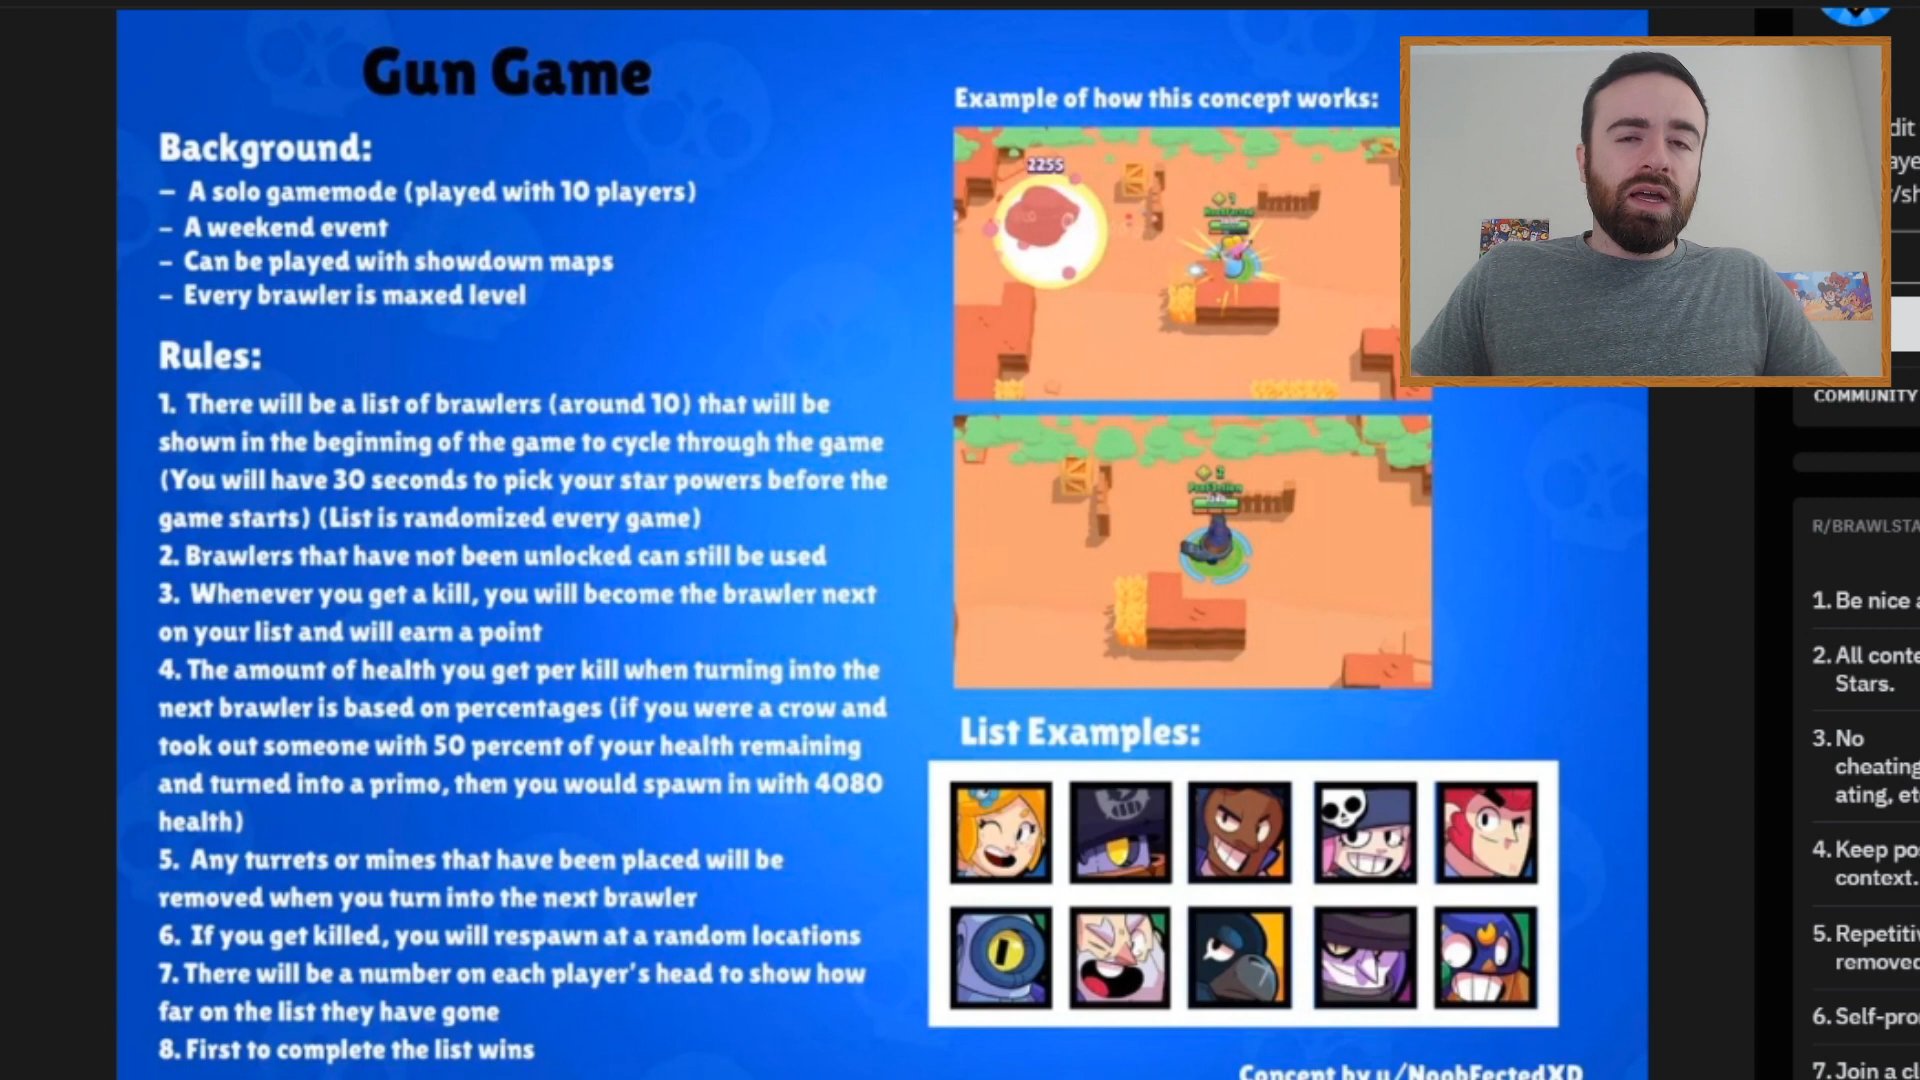 Gun Game
Background:
– A solo gamemode (played with 10 players)
– A weekend event
– Can be played with showdown maps
– Every brawler is maxed level
Rules:
1. There will be a list of brawlers (around 10) that will be
shown in the beginning of the game to cycle through the game
(You will have 30 seconds to pick your star powers before the
game starts) (List is randomized every game)
2. Brawlers that have not been unlocked can still be used
3. Whenever you get a kill, you will become the brawler next
on your list and will earn a point
4. The amount of health you get per kill when turning into the
next brawler is based on percentages (if you were a crow and
took out someone with 50 percent of your health remaining
and turned into a primo, then you would spawn in with 4080
health)
5. Any turrets or mines that have been placed will be
removed when you turn into the next brawler
6. If you get killed, you will respawn at a random locations
7. There will be a number on each player's head to show how
far on the list they have gone
8. First to complete the list wins
Example of how this concept works:
2255
1
2
List Examples:
Concept by u/NoobFectedXD
dit
aye
r/sh
COMMUNITY
R/BRAWLSTA
1. Be nice a
2. All conte
Stars.
3. No
cheating
ating, et
4. Keep po
context.
5. Repetitiv
removed
6. Self-pro
7. Join a cl